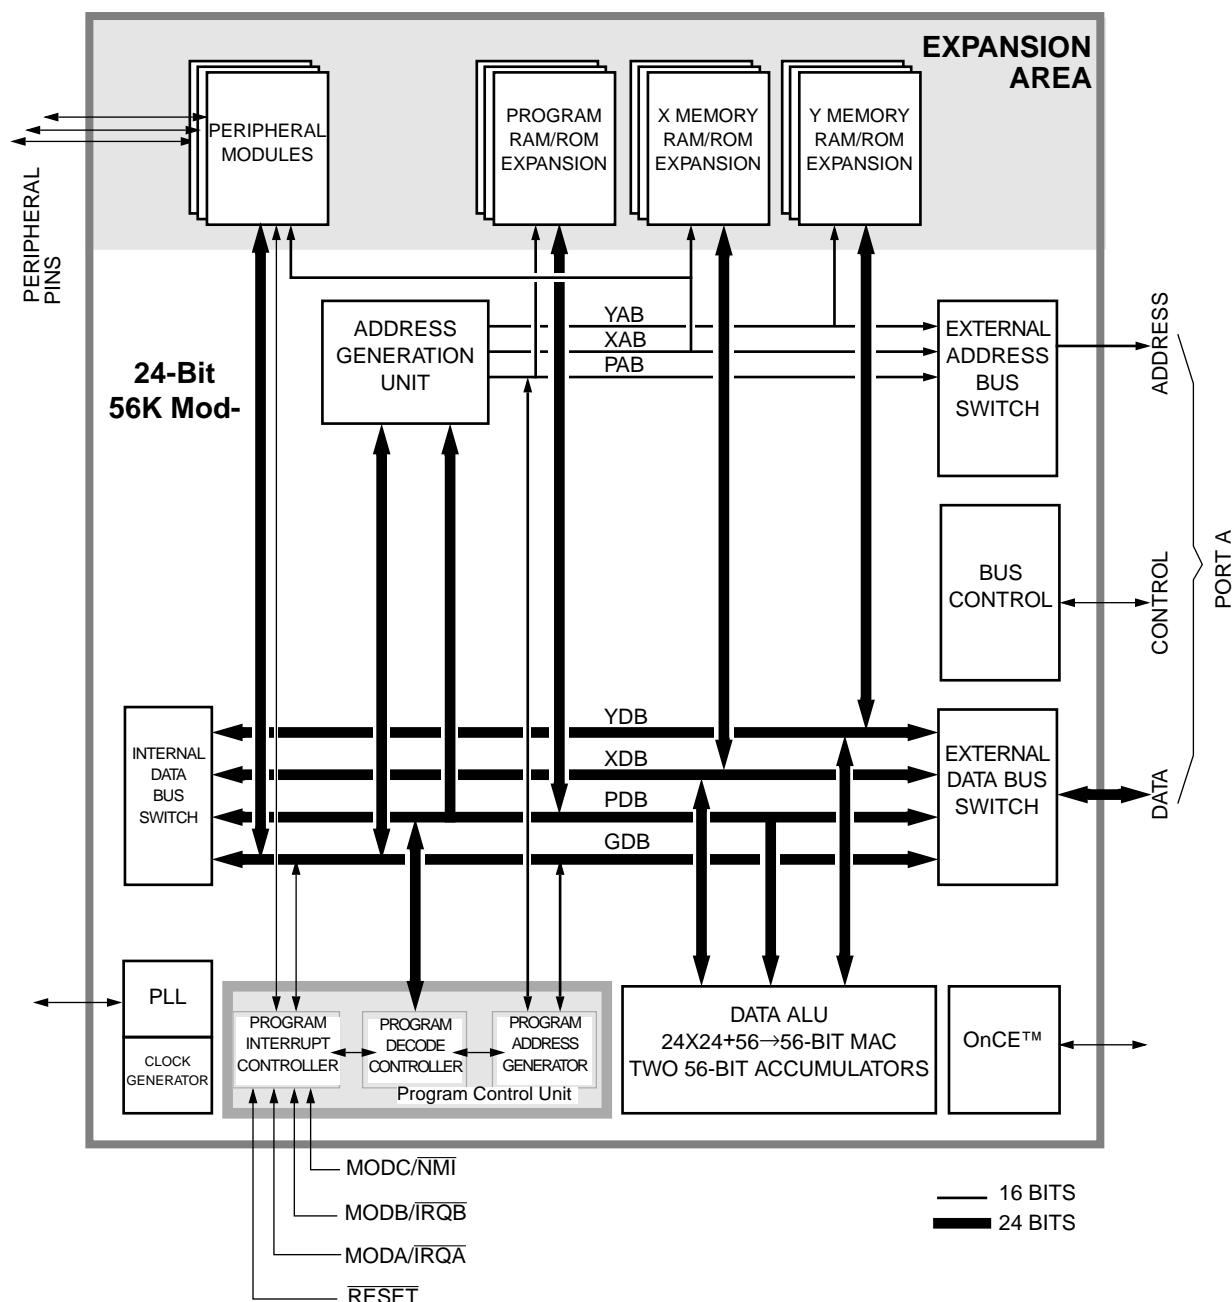 EXPANSION
AREA
PERIPHERAL
MODULES
PROGRAM
RAM/ROM
EXPANSION
X MEMORY
RAM/ROM
EXPANSION
Y MEMORY
RAM/ROM
EXPANSION
PERIPHERAL
PINS
ADDRESS
GENERATION
UNIT
YAB
XAB
PAB
EXTERNAL
ADDRESS
BUS
SWITCH
ADDRESS
24-Bit
56K Mod-
BUS
CONTROL
CONTROL
PORT A
INTERNAL
DATA
BUS
SWITCH
YDB
XDB
PDB
GDB
EXTERNAL
DATA BUS
SWITCH
DATA
PLL
CLOCK
GENERATOR
PROGRAM
INTERRUPT
CONTROLLER
PROGRAM
DECODE
CONTROLLER
PROGRAM
ADDRESS
GENERATOR
Program Control Unit
DATA ALU
24X24+56→56-BIT MAC
TWO 56-BIT ACCUMULATORS
OnCE™
MODC/NMI
MODB/IRQB
MODA/IRQA
RESET
16 BITS
24 BITS